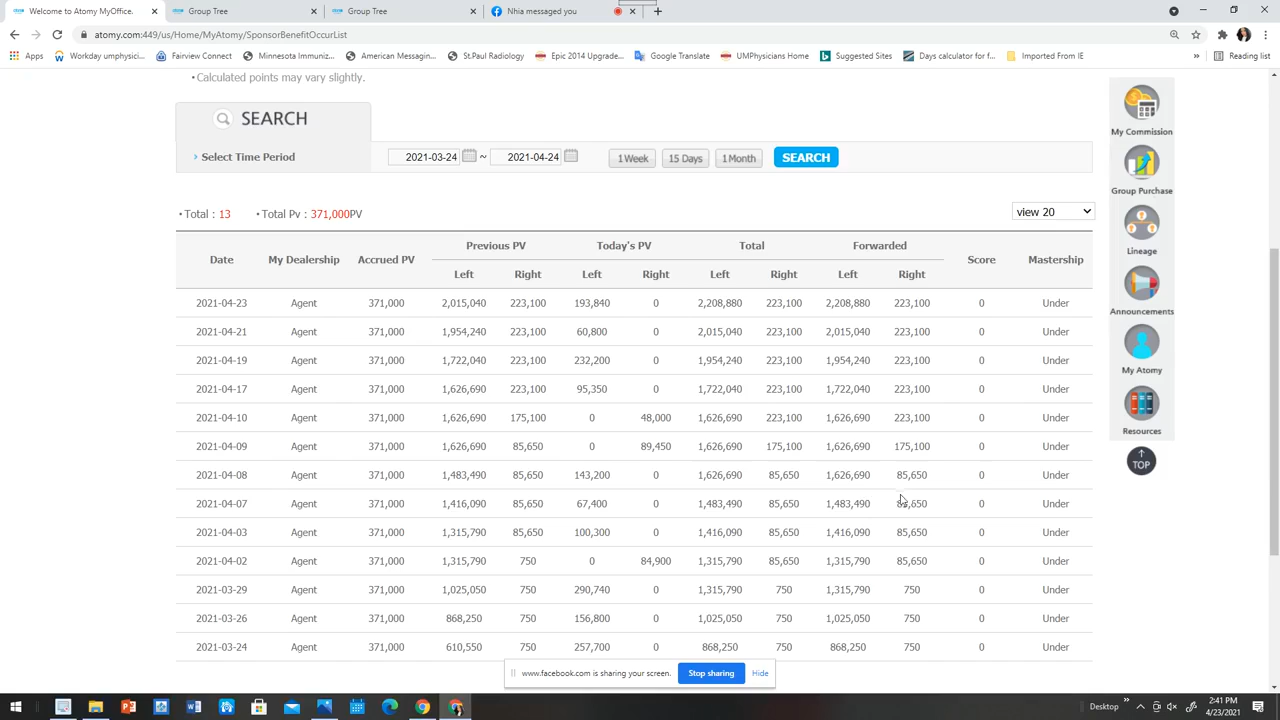 Welcome to Atomy MyOffice.
Group Tree
Group Tree
Nhia messaged you
atomy.com:449/us/Home/MyAtomy/SponsorBenefitOccurList
Apps
Workday umphysici...
Fairview Connect
Minnesota Immuniz...
American Messagin...
St.Paul Radiology
Epic 2014 Upgrade...
Google Translate
UMPhysicians Home
Suggested Sites
Days calculator for f...
Imported From IE
Reading list
• Calculated points may vary slightly.
SEARCH
Select Time Period
2021-03-24 ~ 2021-04-24
1Week
15 Days
1Month
SEARCH
• Total : 13 • Total Pv : 371,000PV
view 20
Date My Dealership Accrued PV Previous PV Today's PV Total Forwarded Score Mastership
Left Right Left Right Left Right Left Right
2021-04-23 Agent 371,000 2,015,040 223,100 193,840 0 2,208,880 223,100 2,208,880 223,100 0 Under
2021-04-21 Agent 371,000 1,954,240 223,100 60,800 0 2,015,040 223,100 2,015,040 223,100 0 Under
2021-04-19 Agent 371,000 1,722,040 223,100 232,200 0 1,954,240 223,100 1,954,240 223,100 0 Under
2021-04-17 Agent 371,000 1,626,690 223,100 95,350 0 1,722,040 223,100 1,722,040 223,100 0 Under
2021-04-10 Agent 371,000 1,626,690 175,100 0 48,000 1,626,690 223,100 1,626,690 223,100 0 Under
2021-04-09 Agent 371,000 1,626,690 85,650 0 89,450 1,626,690 175,100 1,626,690 175,100 0 Under
2021-04-08 Agent 371,000 1,483,490 85,650 143,200 0 1,626,690 85,650 1,626,690 85,650 0 Under
2021-04-07 Agent 371,000 1,416,090 85,650 67,400 0 1,483,490 85,650 1,483,490 85,650 0 Under
2021-04-03 Agent 371,000 1,315,790 85,650 100,300 0 1,416,090 85,650 1,416,090 85,650 0 Under
2021-04-02 Agent 371,000 1,315,790 750 0 84,900 1,315,790 85,650 1,315,790 85,650 0 Under
2021-03-29 Agent 371,000 1,025,050 750 290,740 0 1,315,790 750 1,315,790 750 0 Under
2021-03-26 Agent 371,000 868,250 750 156,800 0 1,025,050 750 1,025,050 750 0 Under
2021-03-24 Agent 371,000 610,550 750 257,700 0 868,250 750 868,250 750 0 Under
My Commission
Group Purchase
Lineage
Announcements
My Atomy
Resources
TOP
www.facebook.com is sharing your screen.
Stop sharing
Hide
Desktop
2:41 PM
4/23/2021